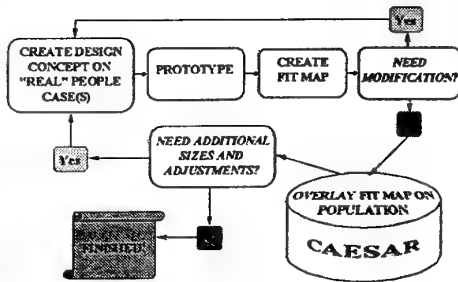 Yes
CREATE DESIGN
CONCEPT ON
"REAL" PEOPLE
CASE(S)
PROTOTYPE
CREATE
FIT MAP
NEED
MODIFICATION?
NEED ADDITIONAL
SIZES AND
ADJUSTMENTS?
Yes
OVERLAY FIT MAP ON
POPULATION
CAESAR
FINISHED!